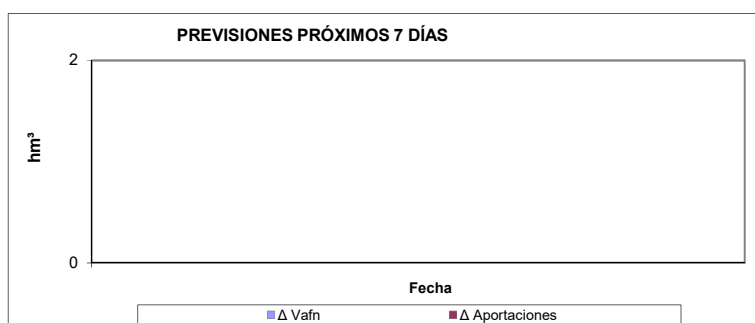 PREVISIONES PRÓXIMOS 7 DÍAS
2
hm³
0
Fecha
Δ Vafn
Δ Aportaciones